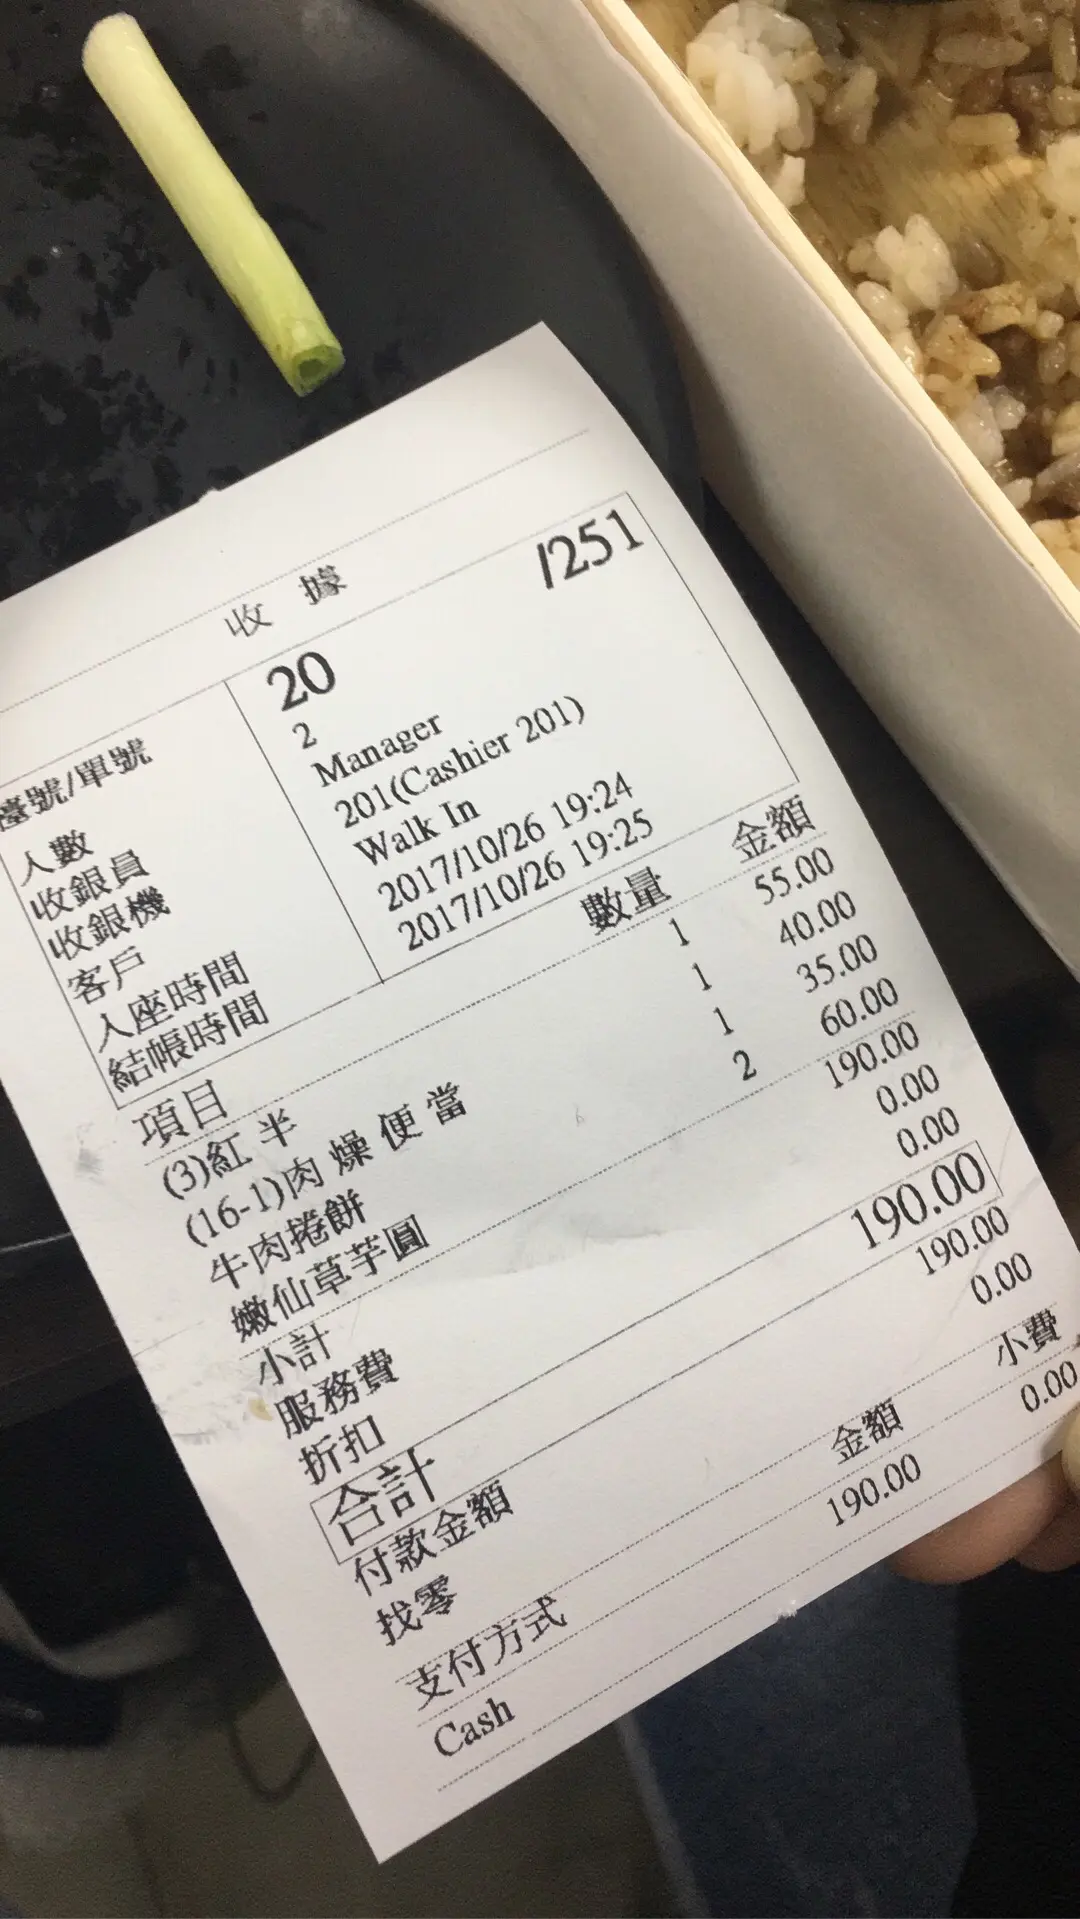 收 據
臺號/單號 20 /251
人數 2
收銀員 Manager
收銀機 201(Cashier 201)
客戶 Walk In
入座時間 2017/10/26 19:24
結帳時間 2017/10/26 19:25
項目 數量 金額
(3)紅 半 1 55.00
(16-1)肉 燥 便 當 1 40.00
牛肉捲餅 1 35.00
嫩仙草芋圓 2 60.00
小計 190.00
服務費 0.00
折扣 0.00
合計 190.00
付款金額 190.00
找零 0.00
支付方式 金額 小費
Cash 190.00 0.00